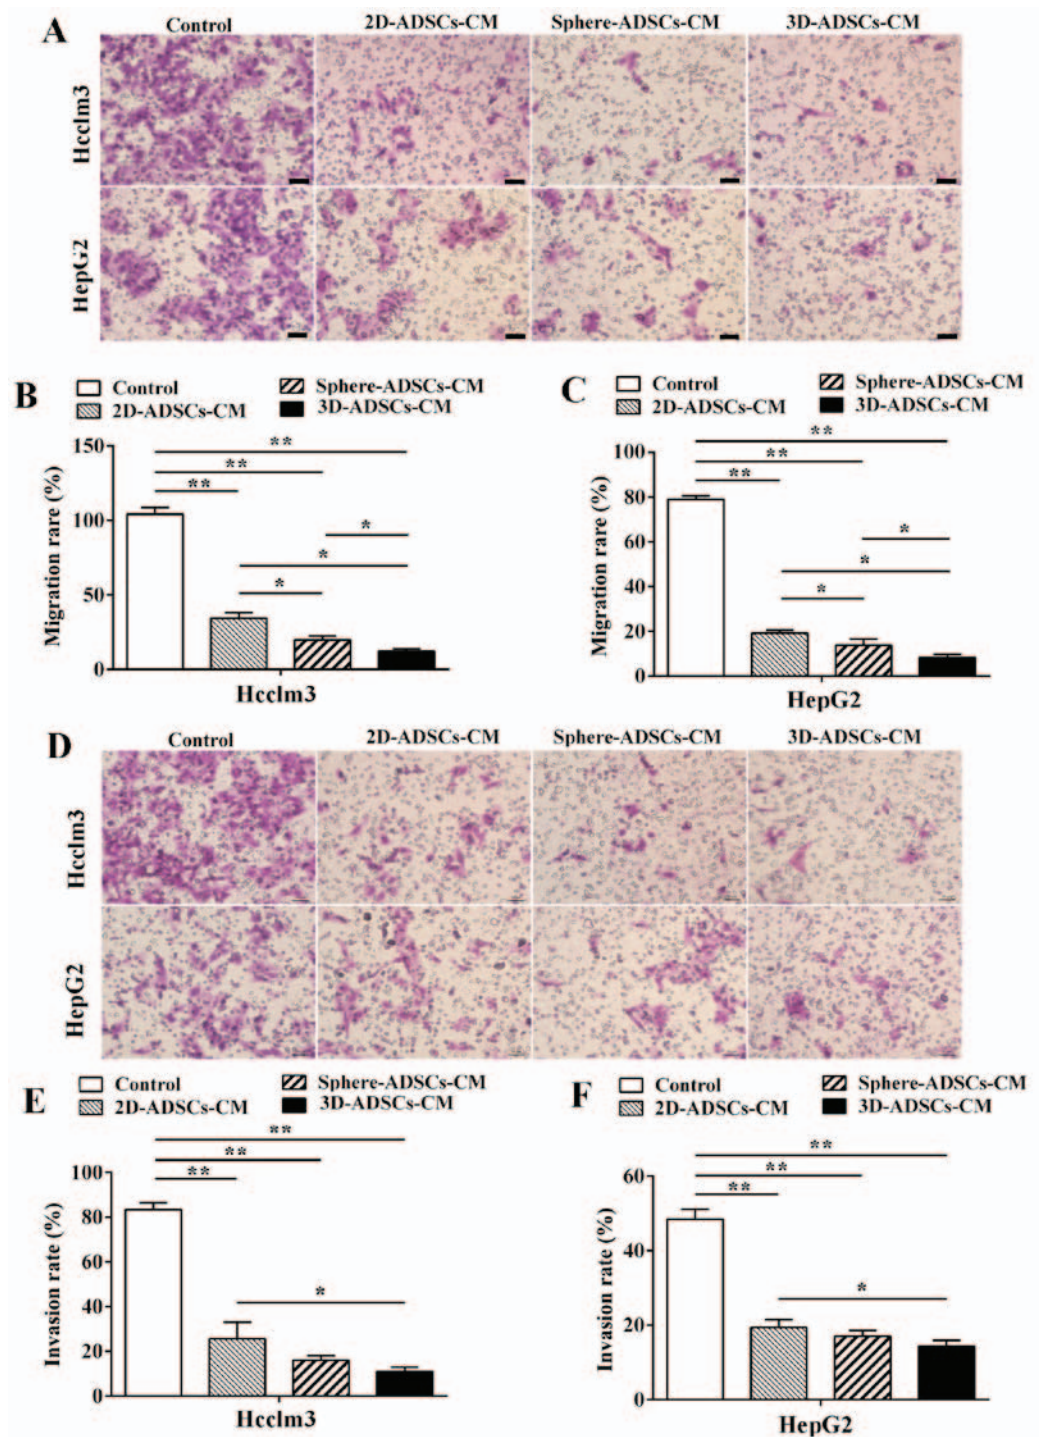 A
Control
2D-ADSCs-CM
Sphere-ADSCs-CM
3D-ADSCs-CM
Hcclm3
HepG2
B
Control
Sphere-ADSCs-CM
2D-ADSCs-CM
3D-ADSCs-CM
Migration rare (%)
150
100
50
0
**
**
**
*
*
*
Hcclm3
C
Control
Sphere-ADSCs-CM
2D-ADSCs-CM
3D-ADSCs-CM
Migration rare (%)
100
80
60
40
20
0
**
**
**
*
*
*
HepG2
D
Control
2D-ADSCs-CM
Sphere-ADSCs-CM
3D-ADSCs-CM
Hcclm3
HepG2
E
Control
Sphere-ADSCs-CM
2D-ADSCs-CM
3D-ADSCs-CM
Invasion rate (%)
100
80
60
40
20
0
**
**
**
*
Hcclm3
F
Control
Sphere-ADSCs-CM
2D-ADSCs-CM
3D-ADSCs-CM
Invasion rate (%)
60
40
20
0
**
**
**
*
HepG2